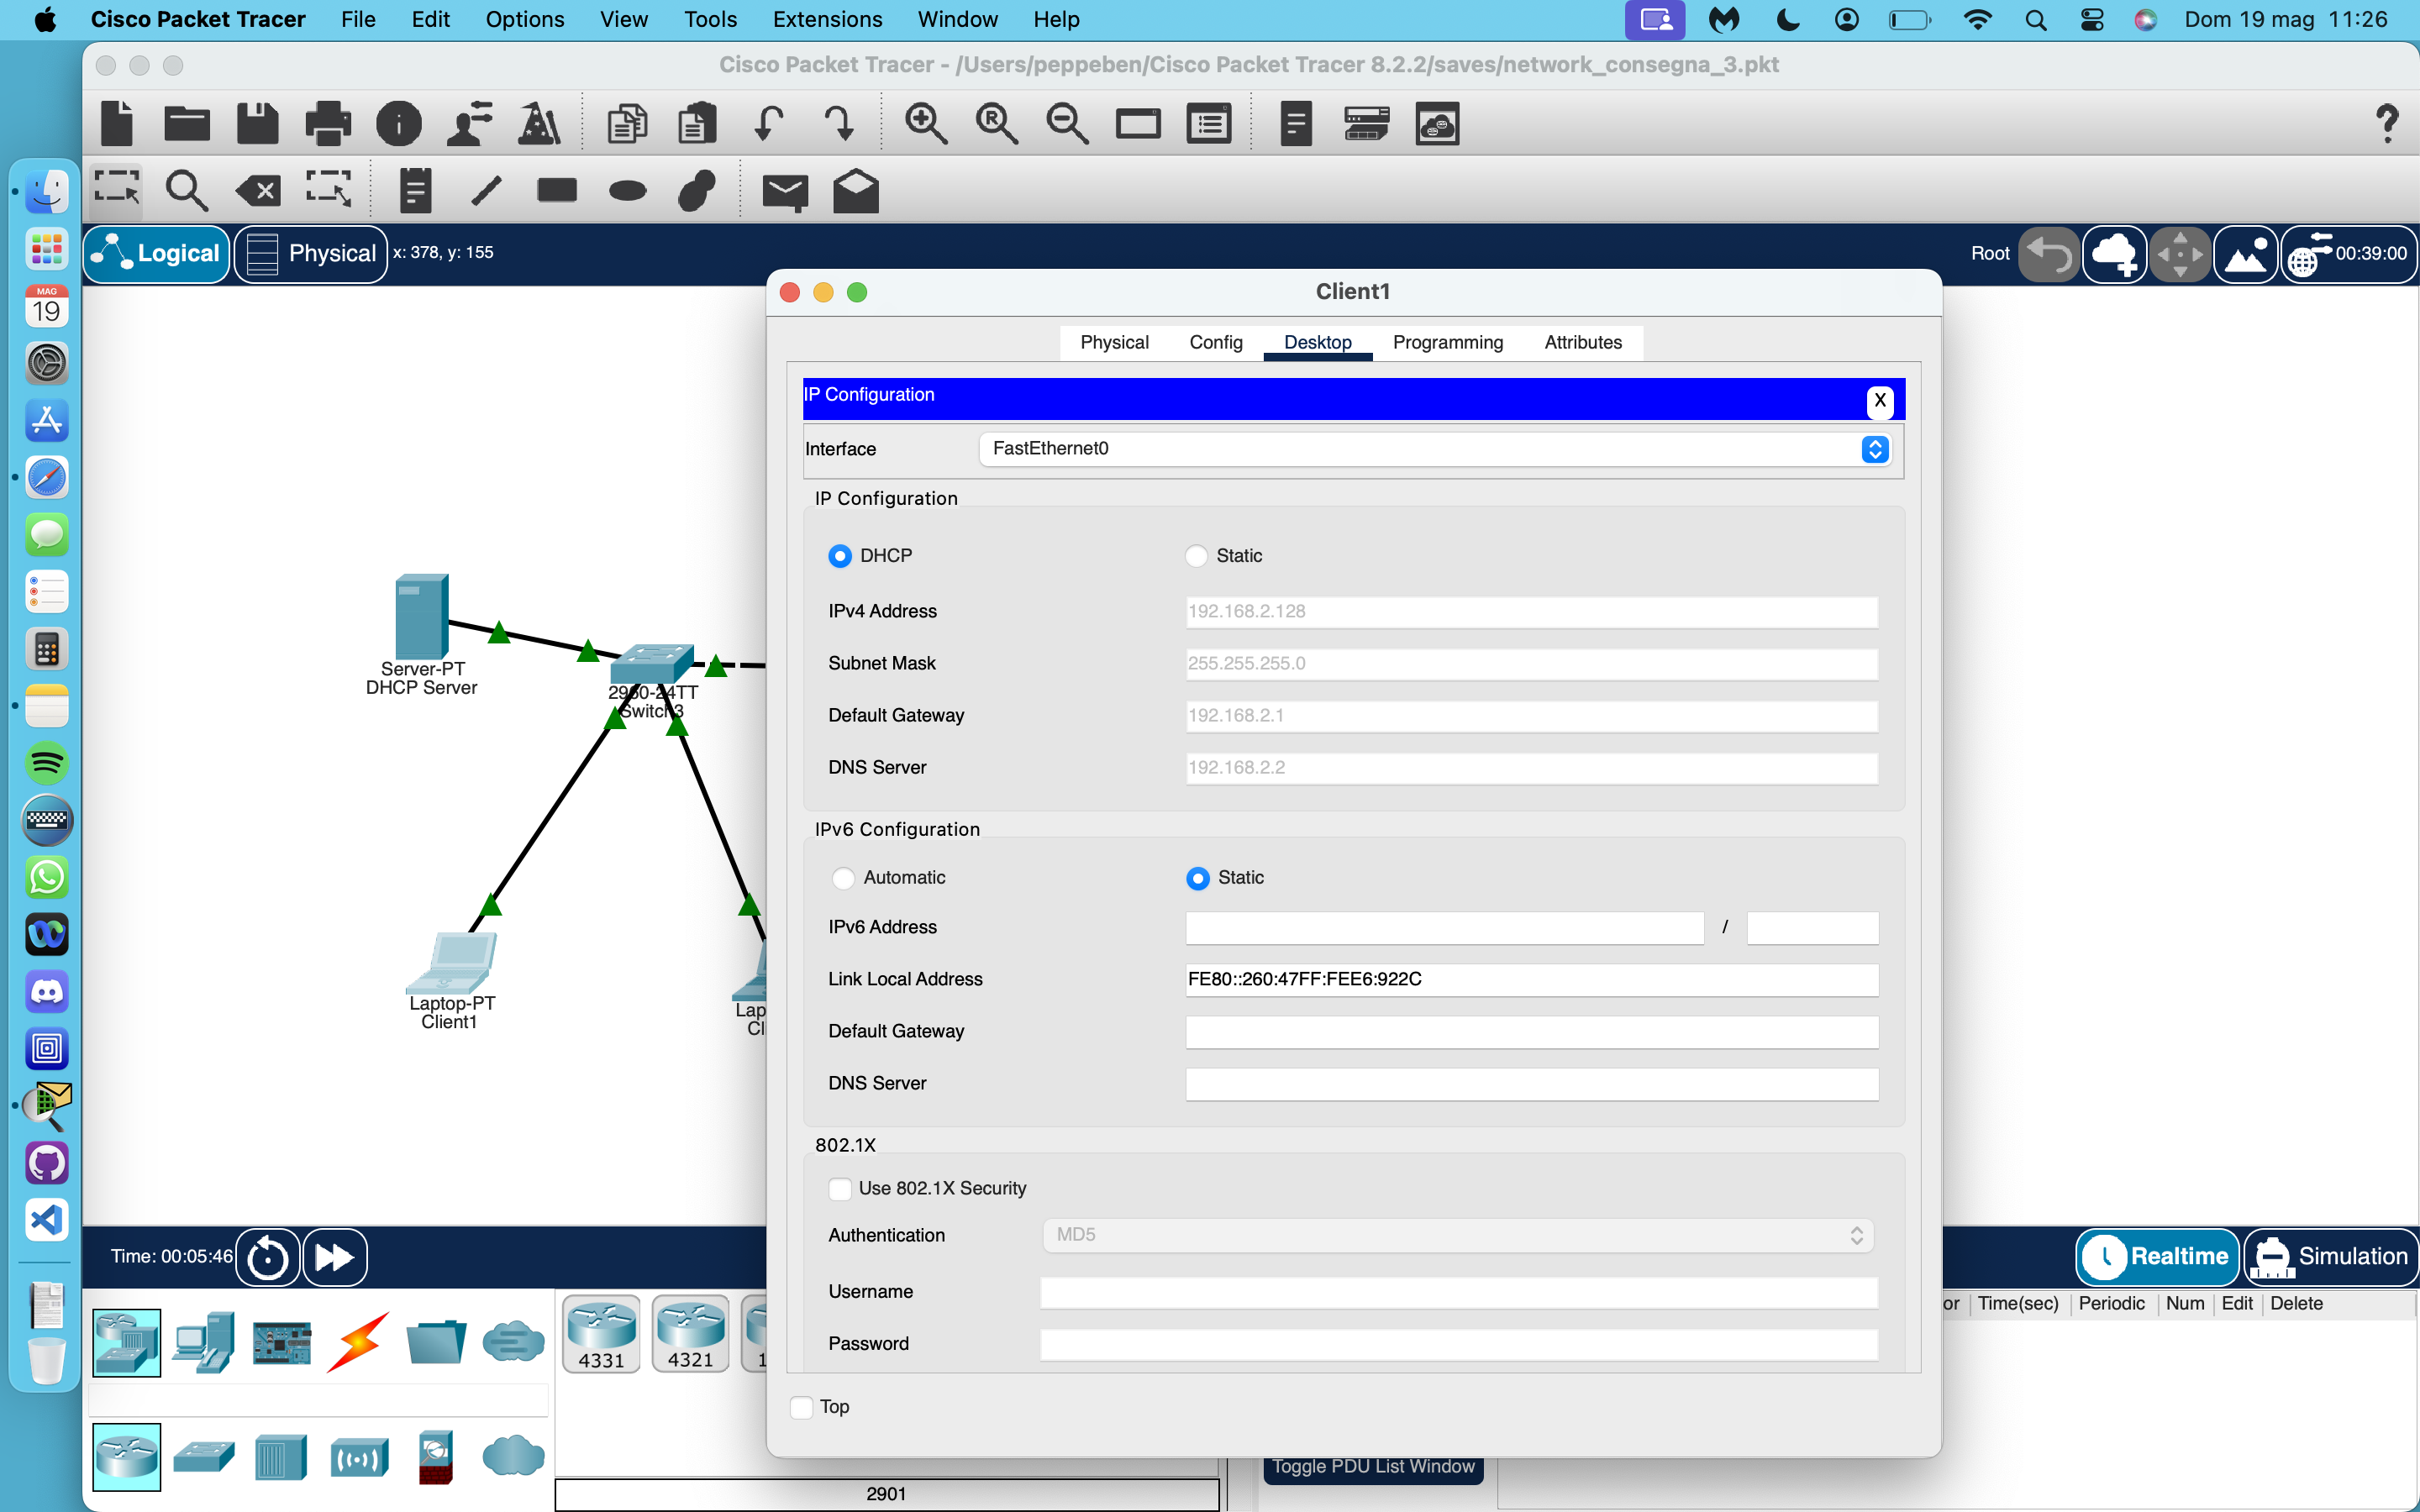 Cisco Packet Tracer File Edit Options View Tools Extensions Window Help Dom 19 mag 11:26
Cisco Packet Tracer - /Users/peppeben/Cisco Packet Tracer 8.2.2/saves/network_consegna_3.pkt
Logical Physical x: 378, y: 155 Root 00:39:00
MAG
19
Client1
Physical Config Desktop Programming Attributes
IP Configuration X
Interface FastEthernet0
IP Configuration
DHCP Static
IPv4 Address 192.168.2.128
Subnet Mask 255.255.255.0
Default Gateway 192.168.2.1
DNS Server 192.168.2.2
IPv6 Configuration
Automatic Static
IPv6 Address /
Link Local Address FE80::260:47FF:FEE6:922C
Default Gateway
DNS Server
802.1X
Use 802.1X Security
Authentication MD5
Username
Password
Top
Server-PT
DHCP Server
2960-24TT
Switch3
Laptop-PT
Client1
Lap
Cl
Time: 00:05:46 Realtime Simulation
or Time(sec) Periodic Num Edit Delete
4331 4321 1
Toggle PDU List Window
2901